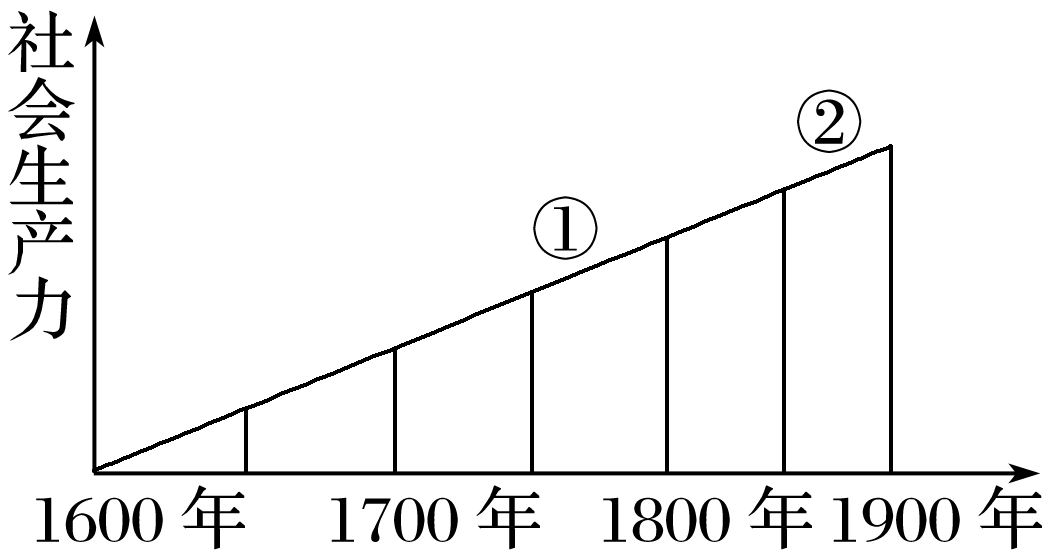 社会生产力
①
②
1600 年
1700 年
1800 年
1900 年